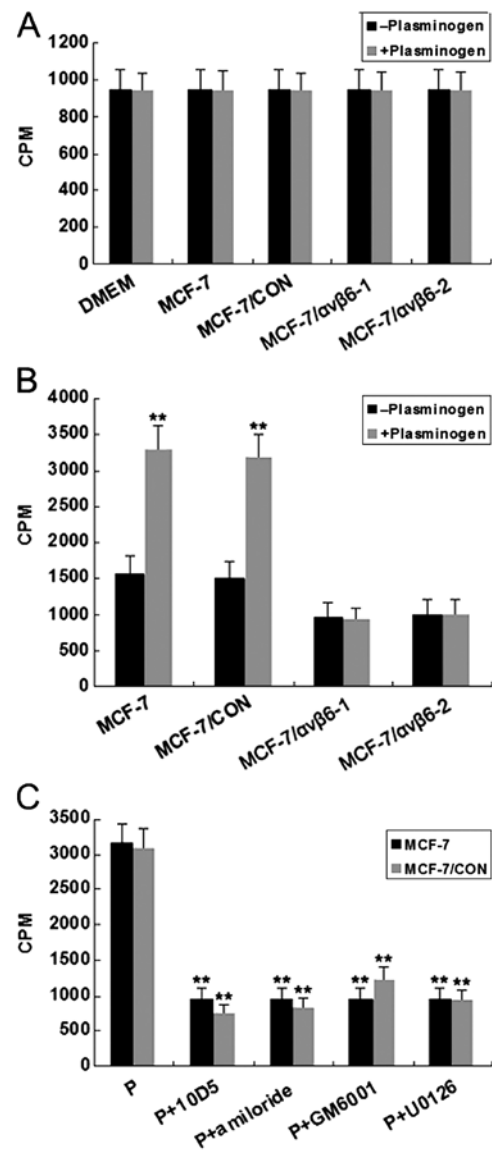 A
1200
1000
800
600
400
200
0
CPM
–Plasminogen
+Plasminogen
DMEM
MCF-7
MCF-7/CON
MCF-7/αvβ6-1
MCF-7/αvβ6-2
B
4000
3500
3000
2500
2000
1500
1000
500
0
CPM
–Plasminogen
+Plasminogen
**
**
MCF-7
MCF-7/CON
MCF-7/αvβ6-1
MCF-7/αvβ6-2
C
3500
3000
2500
2000
1500
1000
500
0
CPM
MCF-7
MCF-7/CON
** ** ** ** ** ** ** **
P
P+10D5
P+amiloride
P+GM6001
P+U0126